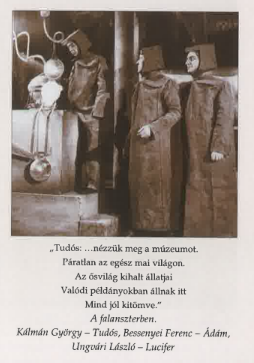 „Tudós: …nézzük meg a múzeumot.
Páratlan az egész mai világon.
Az ősvilág kihalt állatjai
Valódi példányokban állnak itt
Mind jól kitömve.”
A falanszterben.
Kálmán György – Tudós, Bessenyei Ferenc – Ádám,
Ungvári László – Lucifer